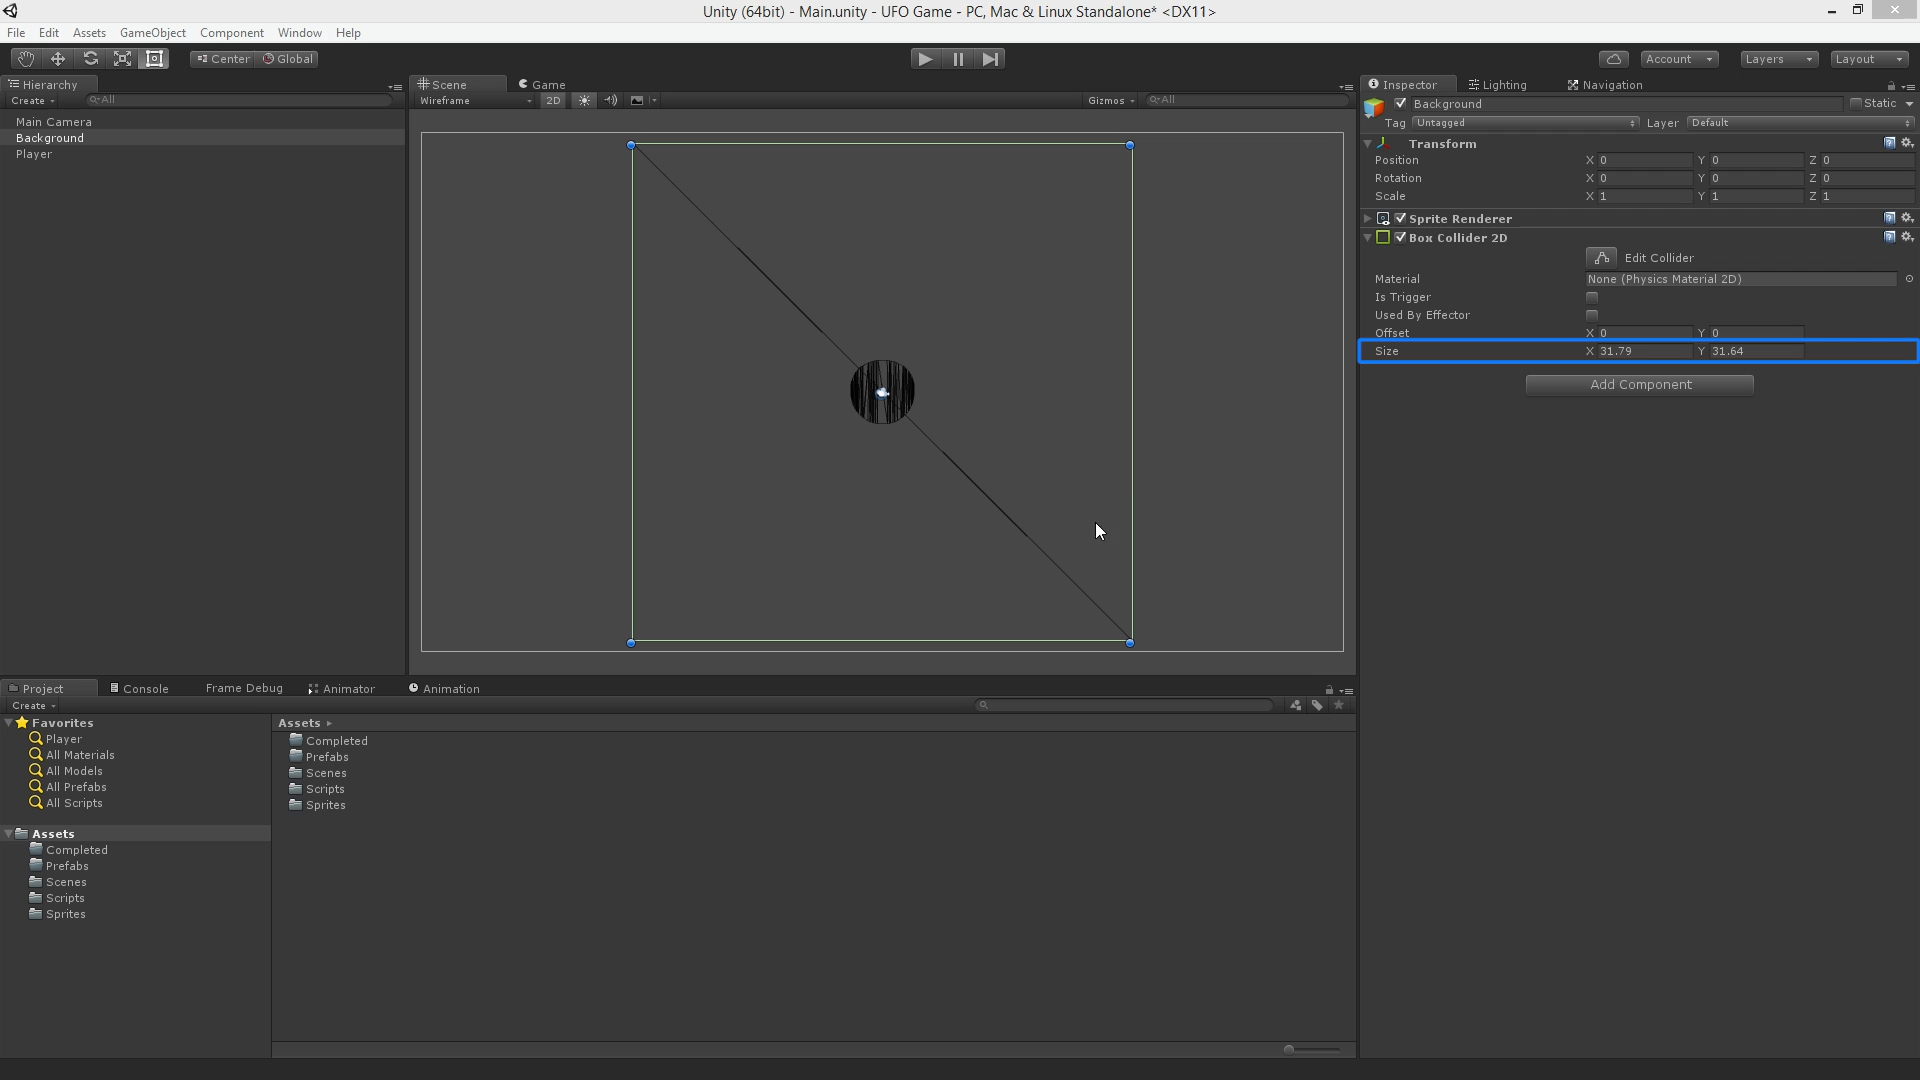 Unity (64bit) - Main.unity - UFO Game - PC, Mac & Linux Standalone* <DX11>
File Edit Assets GameObject Component Window Help
Center Global
Account Layers Layout
Hierarchy
Create All
Main Camera
Background
Player
Scene Game
Wireframe 2D Gizmos All
Inspector Lighting Navigation
Background Static
Tag Untagged Layer Default
Transform
Position X 0 Y 0 Z 0
Rotation X 0 Y 0 Z 0
Scale X 1 Y 1 Z 1
Sprite Renderer
Box Collider 2D
Edit Collider
Material None (Physics Material 2D)
Is Trigger
Used By Effector
Offset X 0 Y 0
Size X 31.79 Y 31.64
Add Component
Project Console Frame Debug Animator Animation
Create
Favorites
Player
All Materials
All Models
All Prefabs
All Scripts
Assets
Completed
Prefabs
Scenes
Scripts
Sprites
Assets
Completed
Prefabs
Scenes
Scripts
Sprites